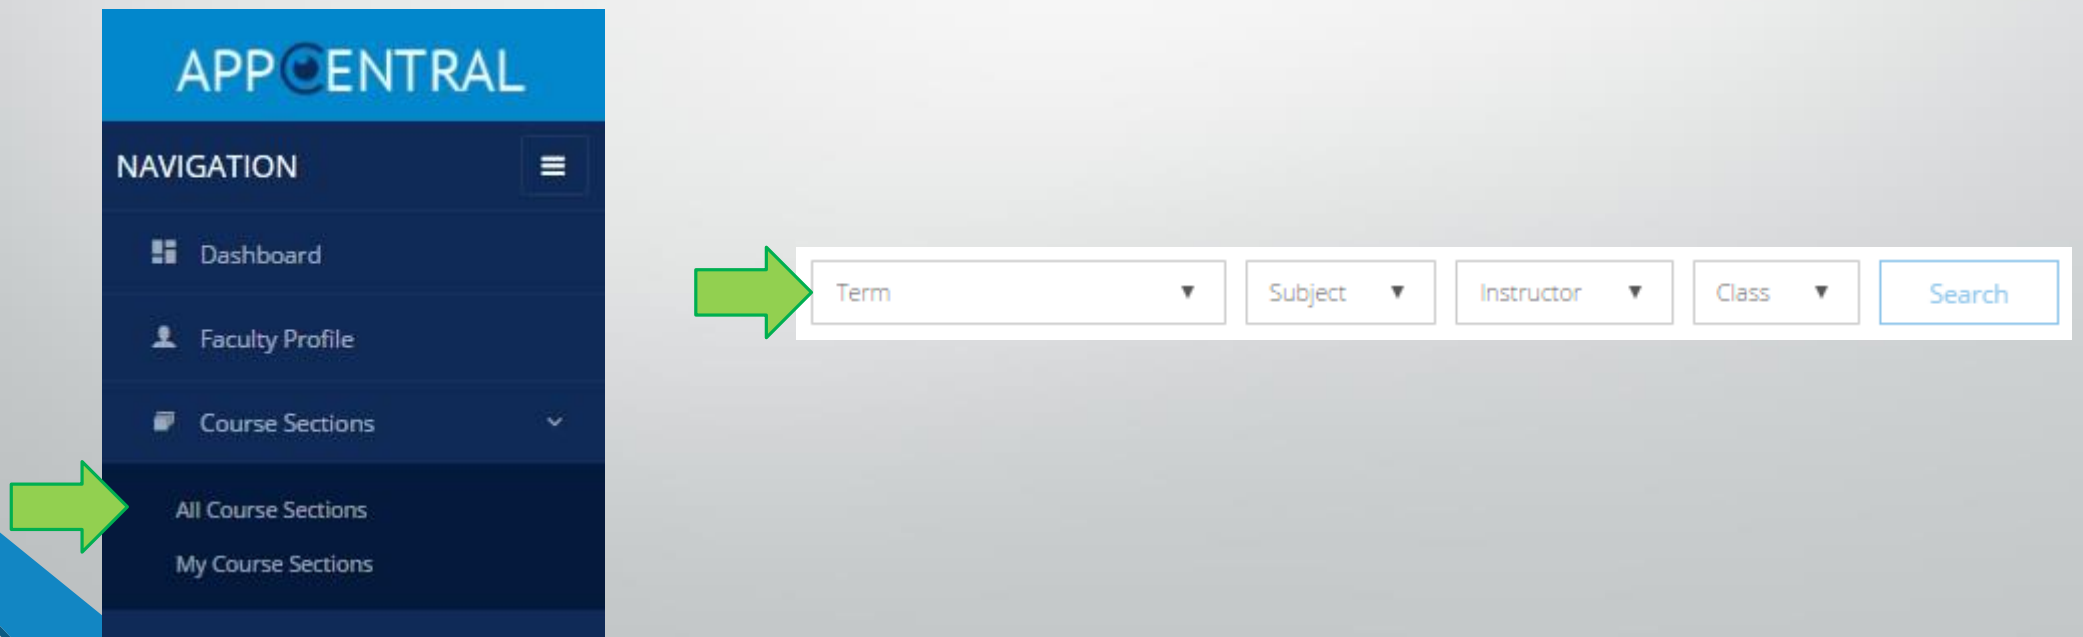 APPCENTRAL
NAVIGATION
Dashboard
Faculty Profile
Course Sections
All Course Sections
My Course Sections
Term Subject Instructor Class Search